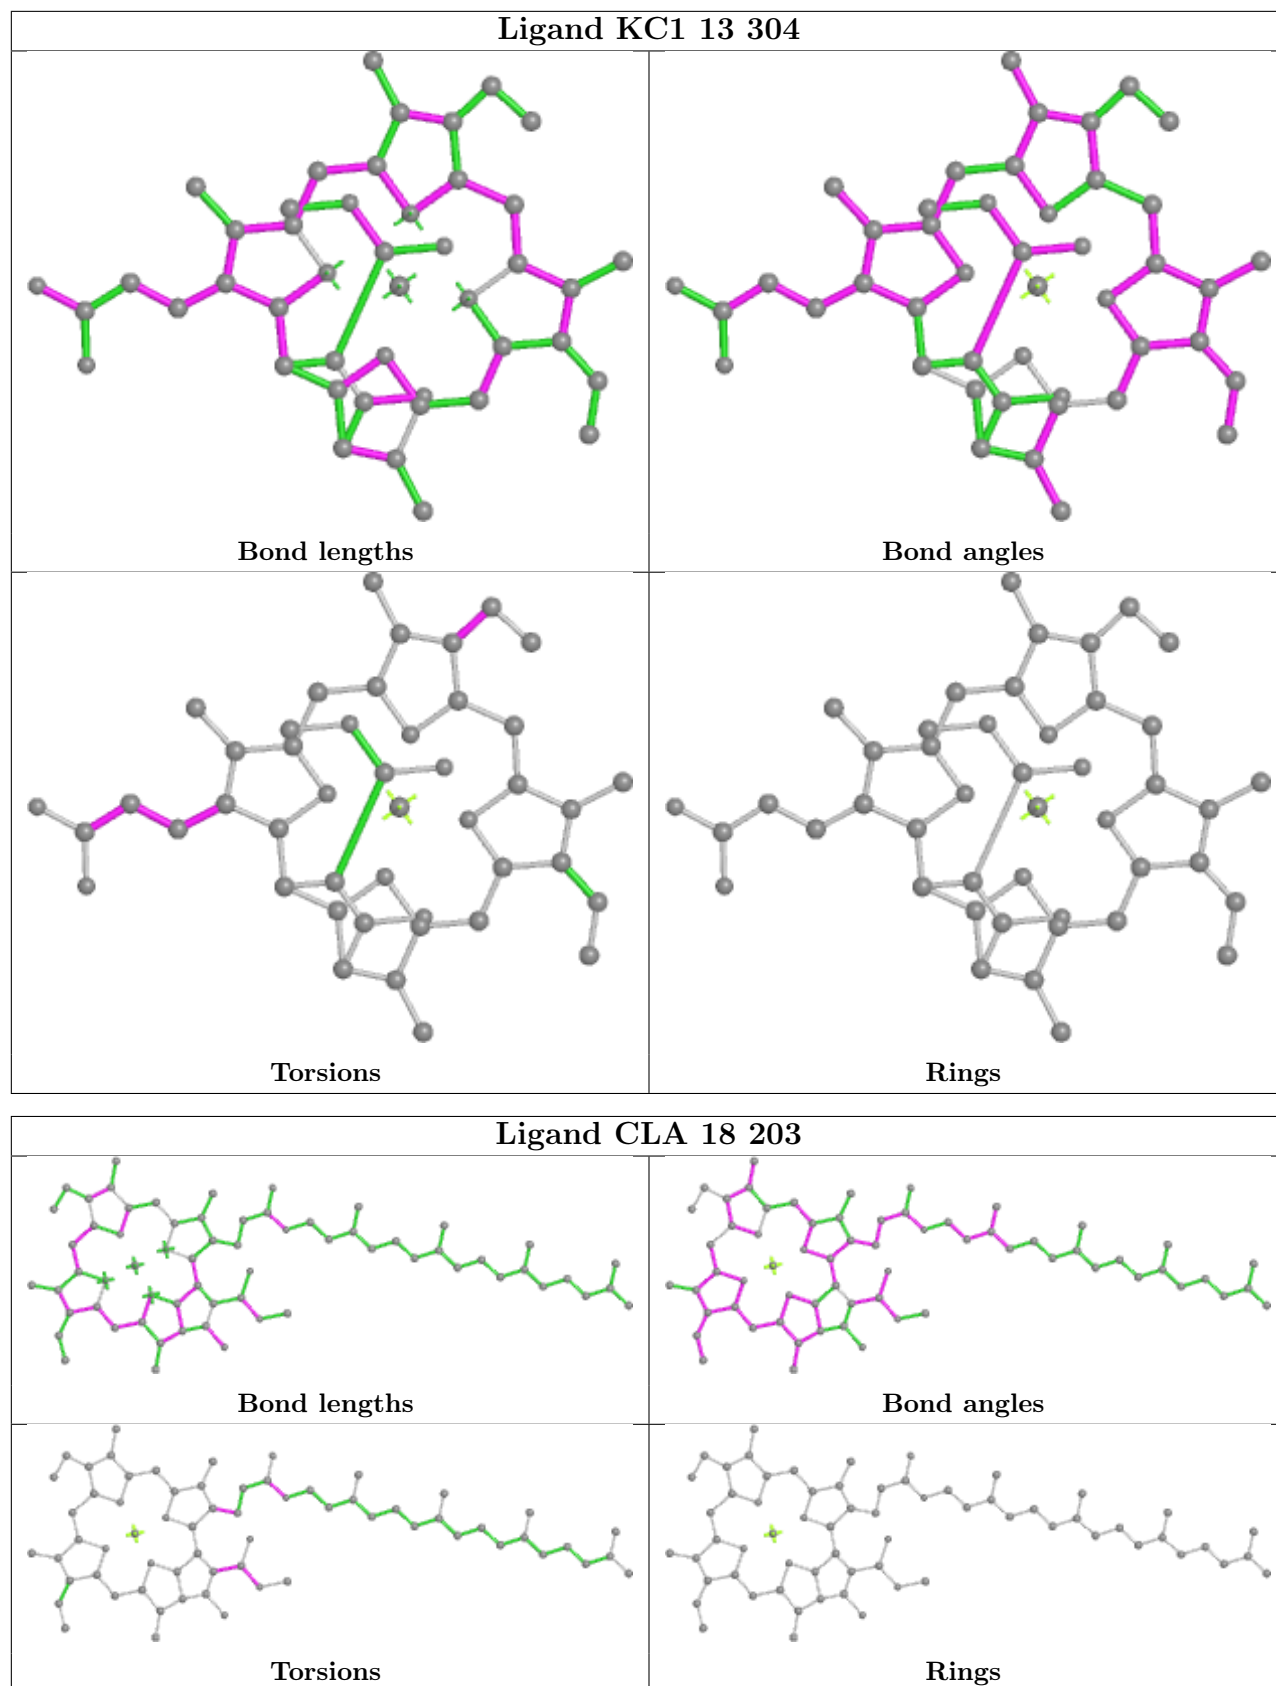 Ligand KC1 13 304
Bond lengths
Bond angles
Torsions
Rings
Ligand CLA 18 203
Bond lengths
Bond angles
Torsions
Rings